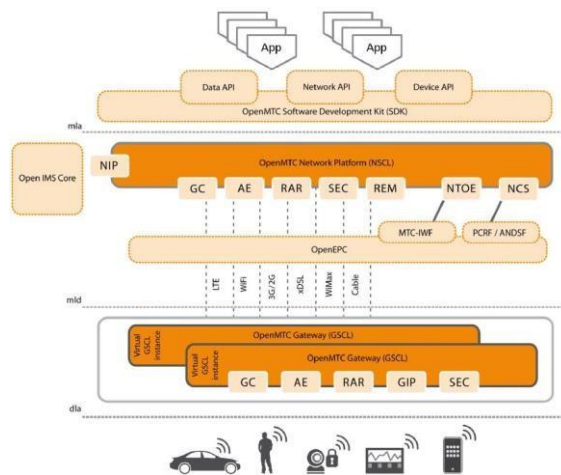 App App
Data API Network API Device API
OpenMTC Software Development Kit (SDK)
mIa
Open IMS Core
NIP
OpenMTC Network Platform (NSCL)
GC AE RAR SEC REM NTOE NCS
MTC-IWF PCRF / ANDSF
OpenEPC
LTE WiFi 3G/2G xDSL WiMax Cable
mId
Virtual GSCL instance
OpenMTC Gateway (GSCL)
Virtual GSCL instance
OpenMTC Gateway (GSCL)
GC AE RAR GIP SEC
dIa